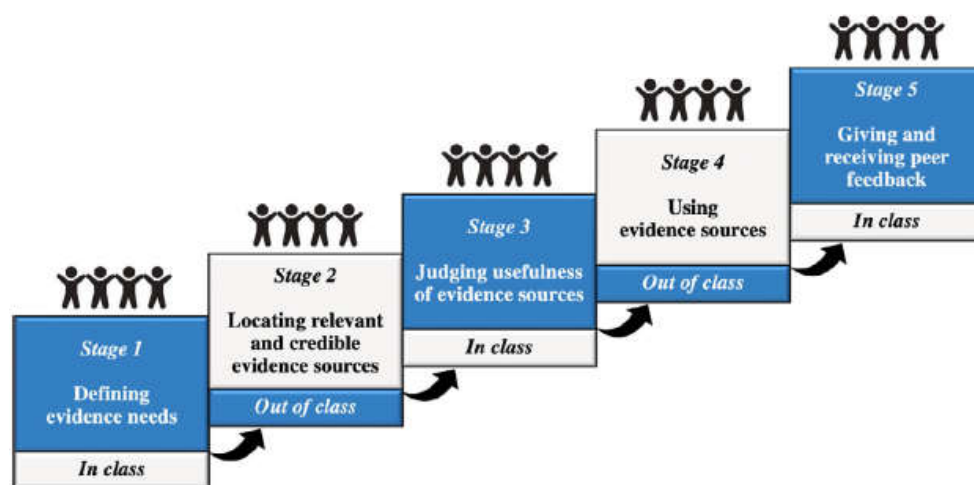 Stage 1
Defining
evidence needs
In class
Stage 2
Locating relevant
and credible
evidence sources
Out of class
Stage 3
Judging usefulness
of evidence sources
In class
Stage 4
Using
evidence sources
Out of class
Stage 5
Giving and
receiving peer
feedback
In class